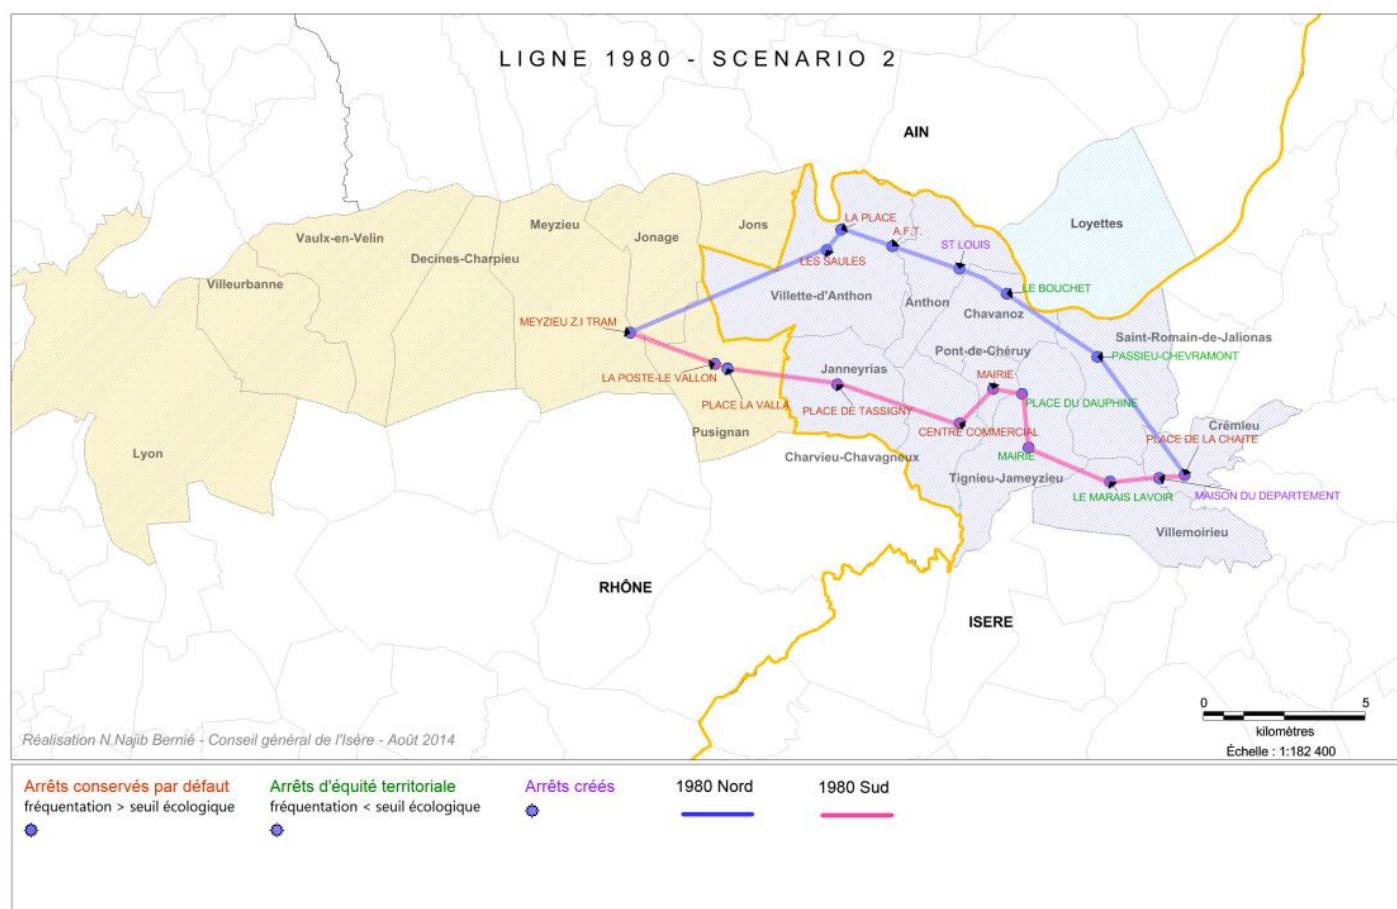 LIGNE 1980 - SCENARIO 2
AIN
LA PLACE
Jons
Loyettes
Meyzieu
A.F.T.
Vaulx-en-Velin
Jonage
ST LOUIS
Decines-Charpieu
LES SAULES
Villeurbanne
LE BOUCHET
Villette-d'Anthon
Anthon
Chavanoz
MEYZIEU Z.I TRAM
Saint-Romain-de-Jalionas
Pont-de-Chéruy
PASSIEU-CHEVRAMONT
Janneyrias
LA POSTE-LE VALLON
MAIRIE
PLACE LA VALLA
PLACE DE TASSIGNY
PLACE DU DAUPHINE
Crémieu
Pusignan
CENTRE COMMERCIAL
PLACE DE LA CHAITE
Lyon
Charvieu-Chavagneux
MAIRIE
Tignieu-Jameyzieu
LE MARAIS LAVOIR
MAISON DU DEPARTEMENT
Villemoirieu
RHÔNE
ISERE
0 5
kilomètres
Échelle : 1:182 400
Réalisation N.Najib Bernié - Conseil général de l'Isère - Août 2014
Arrêts conservés par défaut
fréquentation > seuil écologique
Arrêts d'équité territoriale
fréquentation < seuil écologique
Arrêts créés
1980 Nord
1980 Sud